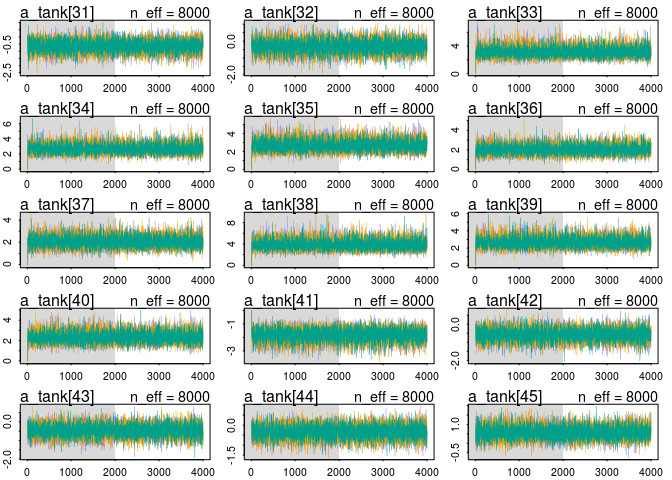 a_tank[31] n_eff = 8000
a_tank[32] n_eff = 8000
a_tank[33] n_eff = 8000
-2.5 -0.5
-2.0 0.0
0 4
0 1000 2000 3000 4000
0 1000 2000 3000 4000
0 1000 2000 3000 4000
a_tank[34] n_eff = 8000
a_tank[35] n_eff = 8000
a_tank[36] n_eff = 8000
0 2 4 6
0 2 4
0 2 4
0 1000 2000 3000 4000
0 1000 2000 3000 4000
0 1000 2000 3000 4000
a_tank[37] n_eff = 8000
a_tank[38] n_eff = 8000
a_tank[39] n_eff = 8000
0 2 4
0 4 8
0 2 4 6
0 1000 2000 3000 4000
0 1000 2000 3000 4000
0 1000 2000 3000 4000
a_tank[40] n_eff = 8000
a_tank[41] n_eff = 8000
a_tank[42] n_eff = 8000
0 2 4
-3 -1
-2.0 0.0
0 1000 2000 3000 4000
0 1000 2000 3000 4000
0 1000 2000 3000 4000
a_tank[43] n_eff = 8000
a_tank[44] n_eff = 8000
a_tank[45] n_eff = 8000
-2.0 0.0
-1.5 0.0
-0.5 1.0
0 1000 2000 3000 4000
0 1000 2000 3000 4000
0 1000 2000 3000 4000